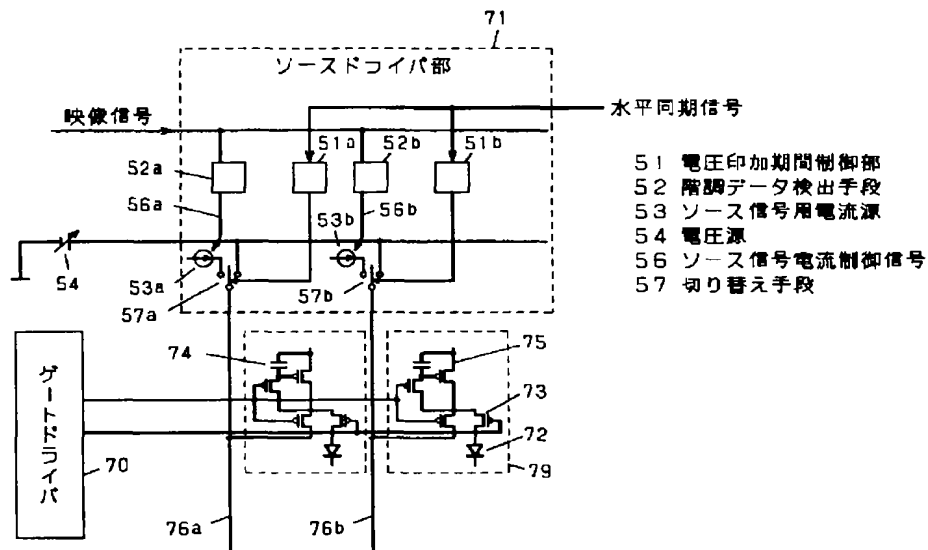 71
ソースドライバ部
映像信号
水平同期信号
51a
52b
51b
52a
56a
53b
56b
54
53a
57a
57b
51 電圧印加期間制御部
52 階調データ検出手段
53 ソース信号用電流源
54 電圧源
56 ソース信号電流制御信号
57 切り替え手段
ゲートドライバ
70
74
75
73
72
79
76a
76b